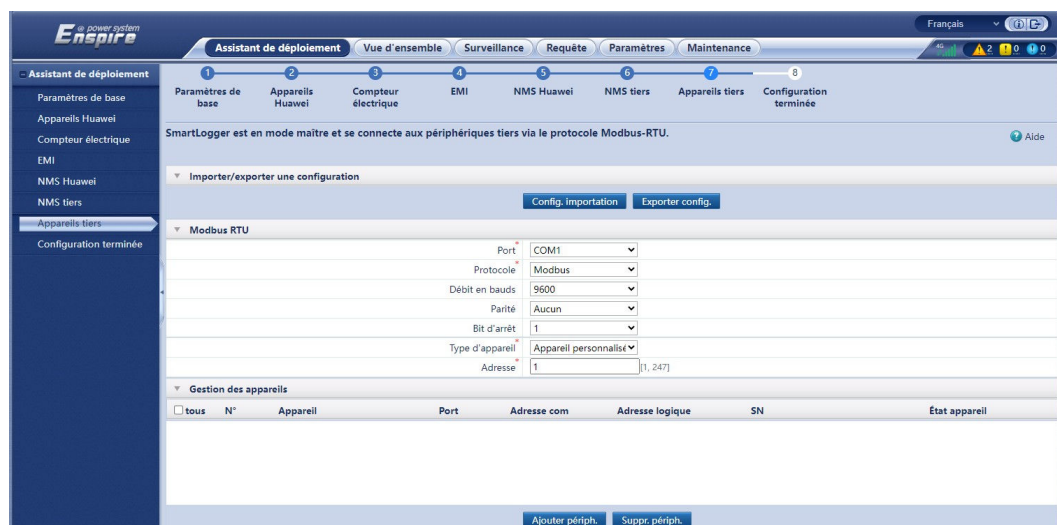 e power system
Enspire
Français
Assistant de déploiement Vue d'ensemble Surveillance Requête Paramètres Maintenance
4G 2 0 0
Assistant de déploiement
Paramètres de base
Appareils Huawei
Compteur électrique
EMI
NMS Huawei
NMS tiers
Appareils tiers
Configuration terminée
1 2 3 4 5 6 7 8
Paramètres de base
Appareils Huawei
Compteur électrique
EMI
NMS Huawei
NMS tiers
Appareils tiers
Configuration terminée
SmartLogger est en mode maître et se connecte aux périphériques tiers via le protocole Modbus-RTU.
Aide
Importer/exporter une configuration
Config. importation Exporter config.
Modbus RTU
Port* COM1
Protocole* Modbus
Débit en bauds 9600
Parité Aucun
Bit d'arrêt 1
Type d'appareil* Appareil personnalisé
Adresse* 1 [1, 247]
Gestion des appareils
tous N° Appareil Port Adresse com Adresse logique SN État appareil
Ajouter périph. Suppr. périph.